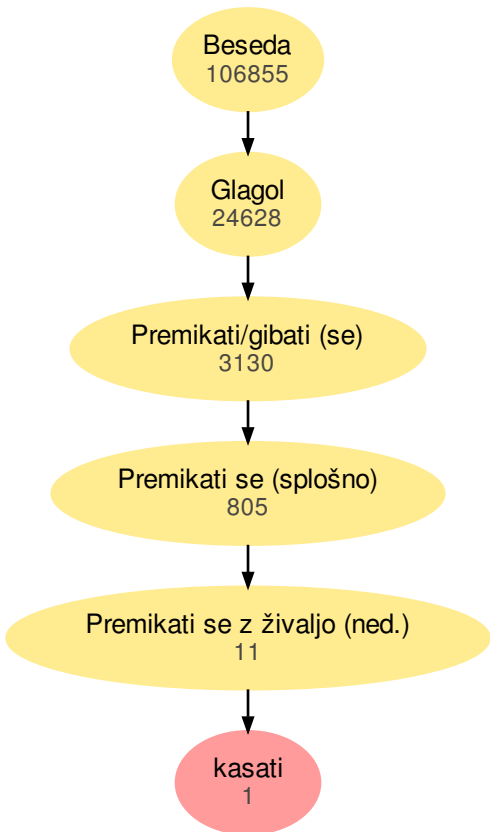 Beseda
106855
Glagol
24628
Premikati/gibati (se)
3130
Premikati se (splošno)
805
Premikati se z živaljo (ned.)
11
kasati
1